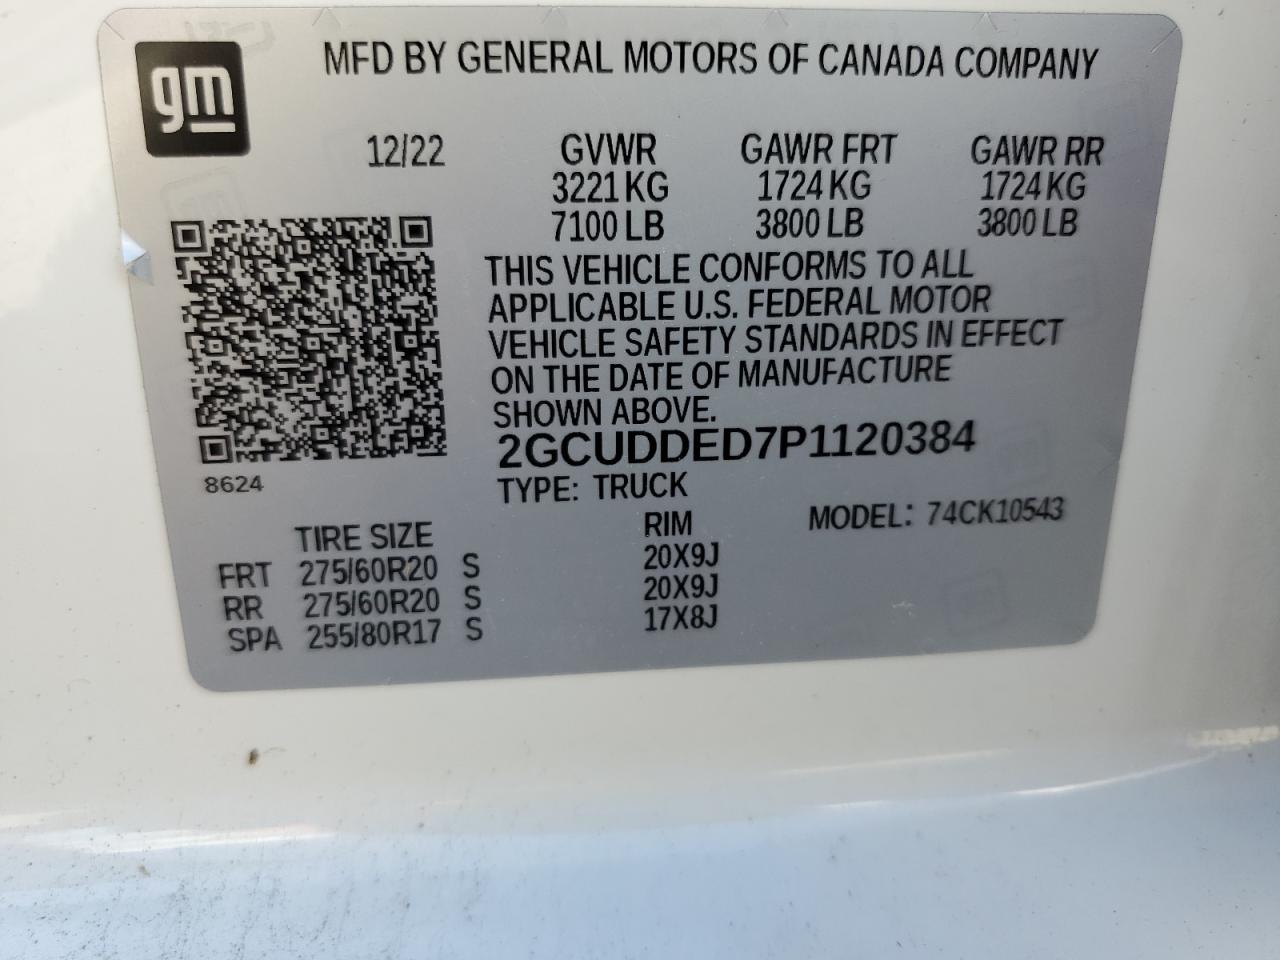 gm
MFD BY GENERAL MOTORS OF CANADA COMPANY
12/22 GVWR GAWR FRT GAWR RR
3221 KG 1724 KG 1724 KG
7100 LB 3800 LB 3800 LB
THIS VEHICLE CONFORMS TO ALL
APPLICABLE U.S. FEDERAL MOTOR
VEHICLE SAFETY STANDARDS IN EFFECT
ON THE DATE OF MANUFACTURE
SHOWN ABOVE.
2GCUDDED7P1120384
8624
TYPE: TRUCK
MODEL: 74CK10543
TIRE SIZE RIM
FRT 275/60R20 S 20X9J
RR 275/60R20 S 20X9J
SPA 255/80R17 S 17X8J